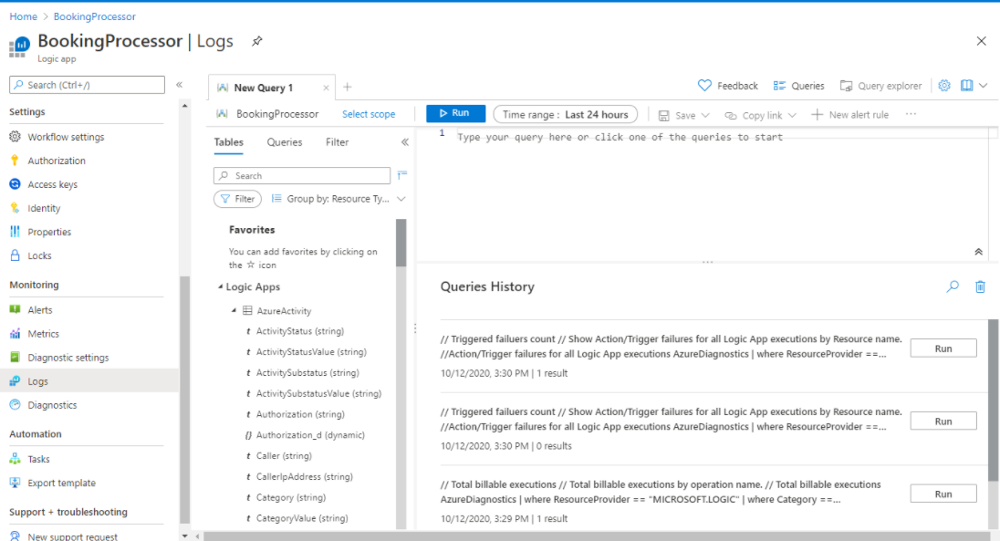 Home > BookingProcessor
BookingProcessor | Logs
Logic app
Search (Ctrl+/)
Settings
Workflow settings
Authorization
Access keys
Identity
Properties
Locks
Monitoring
Alerts
Metrics
Diagnostic settings
Logs
Diagnostics
Automation
Tasks
Export template
Support + troubleshooting
New support request
New Query 1
Feedback
Queries
Query explorer
BookingProcessor
Select scope
Run
Time range : Last 24 hours
Save
Copy link
New alert rule
Tables
Queries
Filter
Search
Filter
Group by: Resource Ty...
Favorites
You can add favorites by clicking on
the ☆ icon
Logic Apps
AzureActivity
t ActivityStatus (string)
t ActivityStatusValue (string)
t ActivitySubstatus (string)
t ActivitySubstatusValue (string)
t Authorization (string)
{} Authorization_d (dynamic)
t Caller (string)
t CallerIpAddress (string)
t Category (string)
t CategoryValue (string)
1 Type your query here or click one of the queries to start
Queries History
// Triggered failuers count // Show Action/Trigger failures for all Logic App executions by Resource name.
//Action/Trigger failures for all Logic App executions AzureDiagnostics | where ResourceProvider ==...
10/12/2020, 3:30 PM | 1 result
Run
// Triggered failuers count // Show Action/Trigger failures for all Logic App executions by Resource name.
//Action/Trigger failures for all Logic App executions AzureDiagnostics | where ResourceProvider ==...
10/12/2020, 3:30 PM | 0 results
Run
// Total billable executions // Total billable executions by operation name. // Total billable executions
AzureDiagnostics | where ResourceProvider == "MICROSOFT.LOGIC" | where Category ==...
10/12/2020, 3:29 PM | 1 result
Run